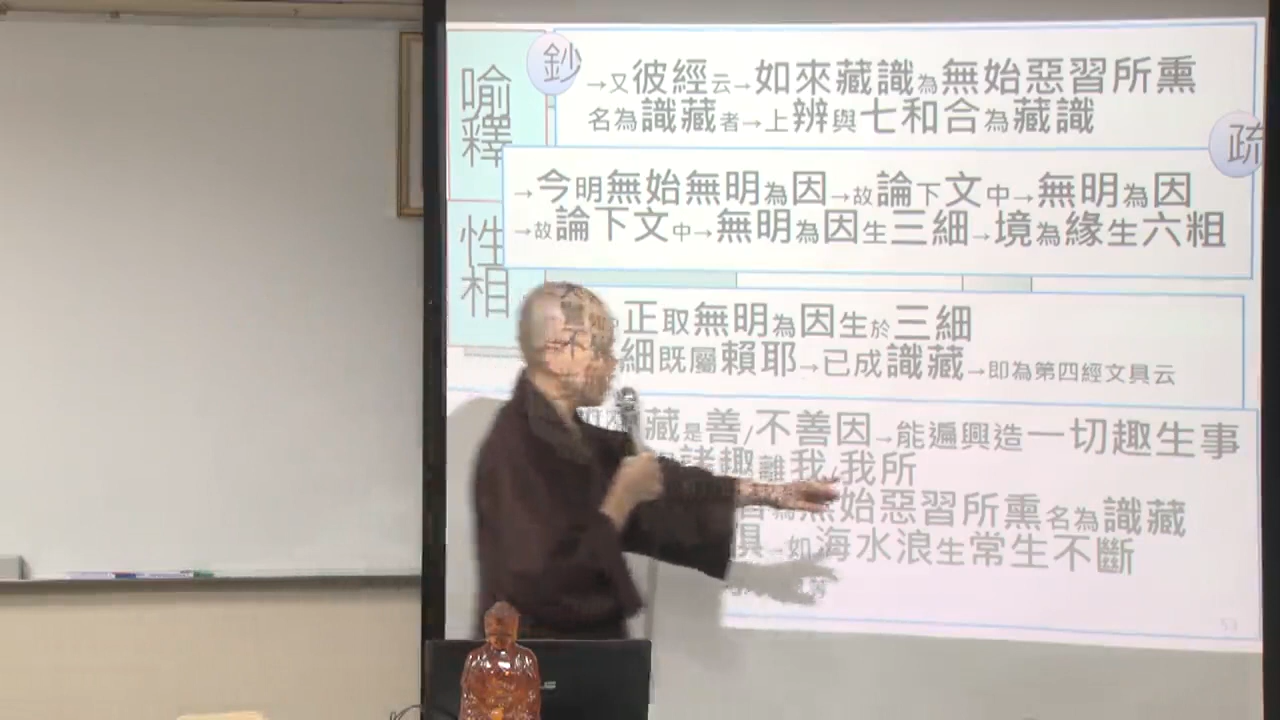 喻釋
鈔
→又彼經云→如來藏識為無始惡習所熏
名為識藏者→上辨與七和合為藏識
疏
→今明無始無明為因→故論下文中→無明為因
→故論下文中→無明為因生三細→境為緣生六粗
性相
正取無明為因生於三細
細既屬賴耶→已成識藏→即為第四經文具云
藏是善/不善因→能遍興造一切趣生事
諸趣離我/我所
為無始惡習所熏名為識藏
俱→如海水浪生常生不斷
53